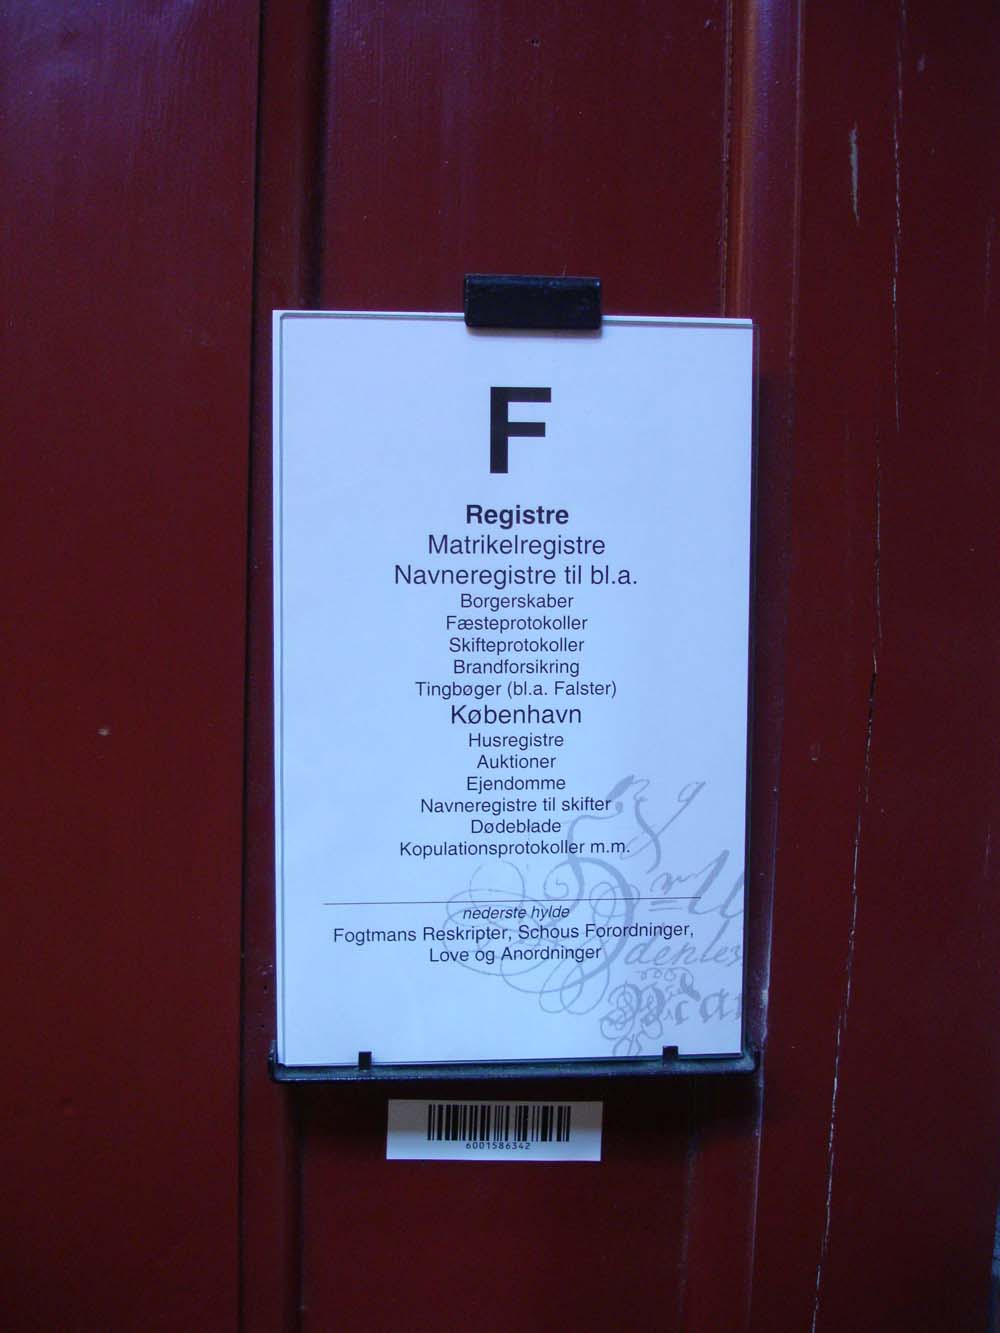 F
Registre
Matrikelregistre
Navneregistre til bl.a.
Borgerskaber
Fæsteprotokoller
Skifteprotokoller
Brandforsikring
Tingbøger (bl.a. Falster)
København
Husregistre
Auktioner
Ejendomme
Navneregistre til skifter
Dødeblade
Kopulationsprotokoller m.m.
nederste hylde
Fogtmans Reskripter, Schous Forordninger,
Love og Anordninger
6001586342